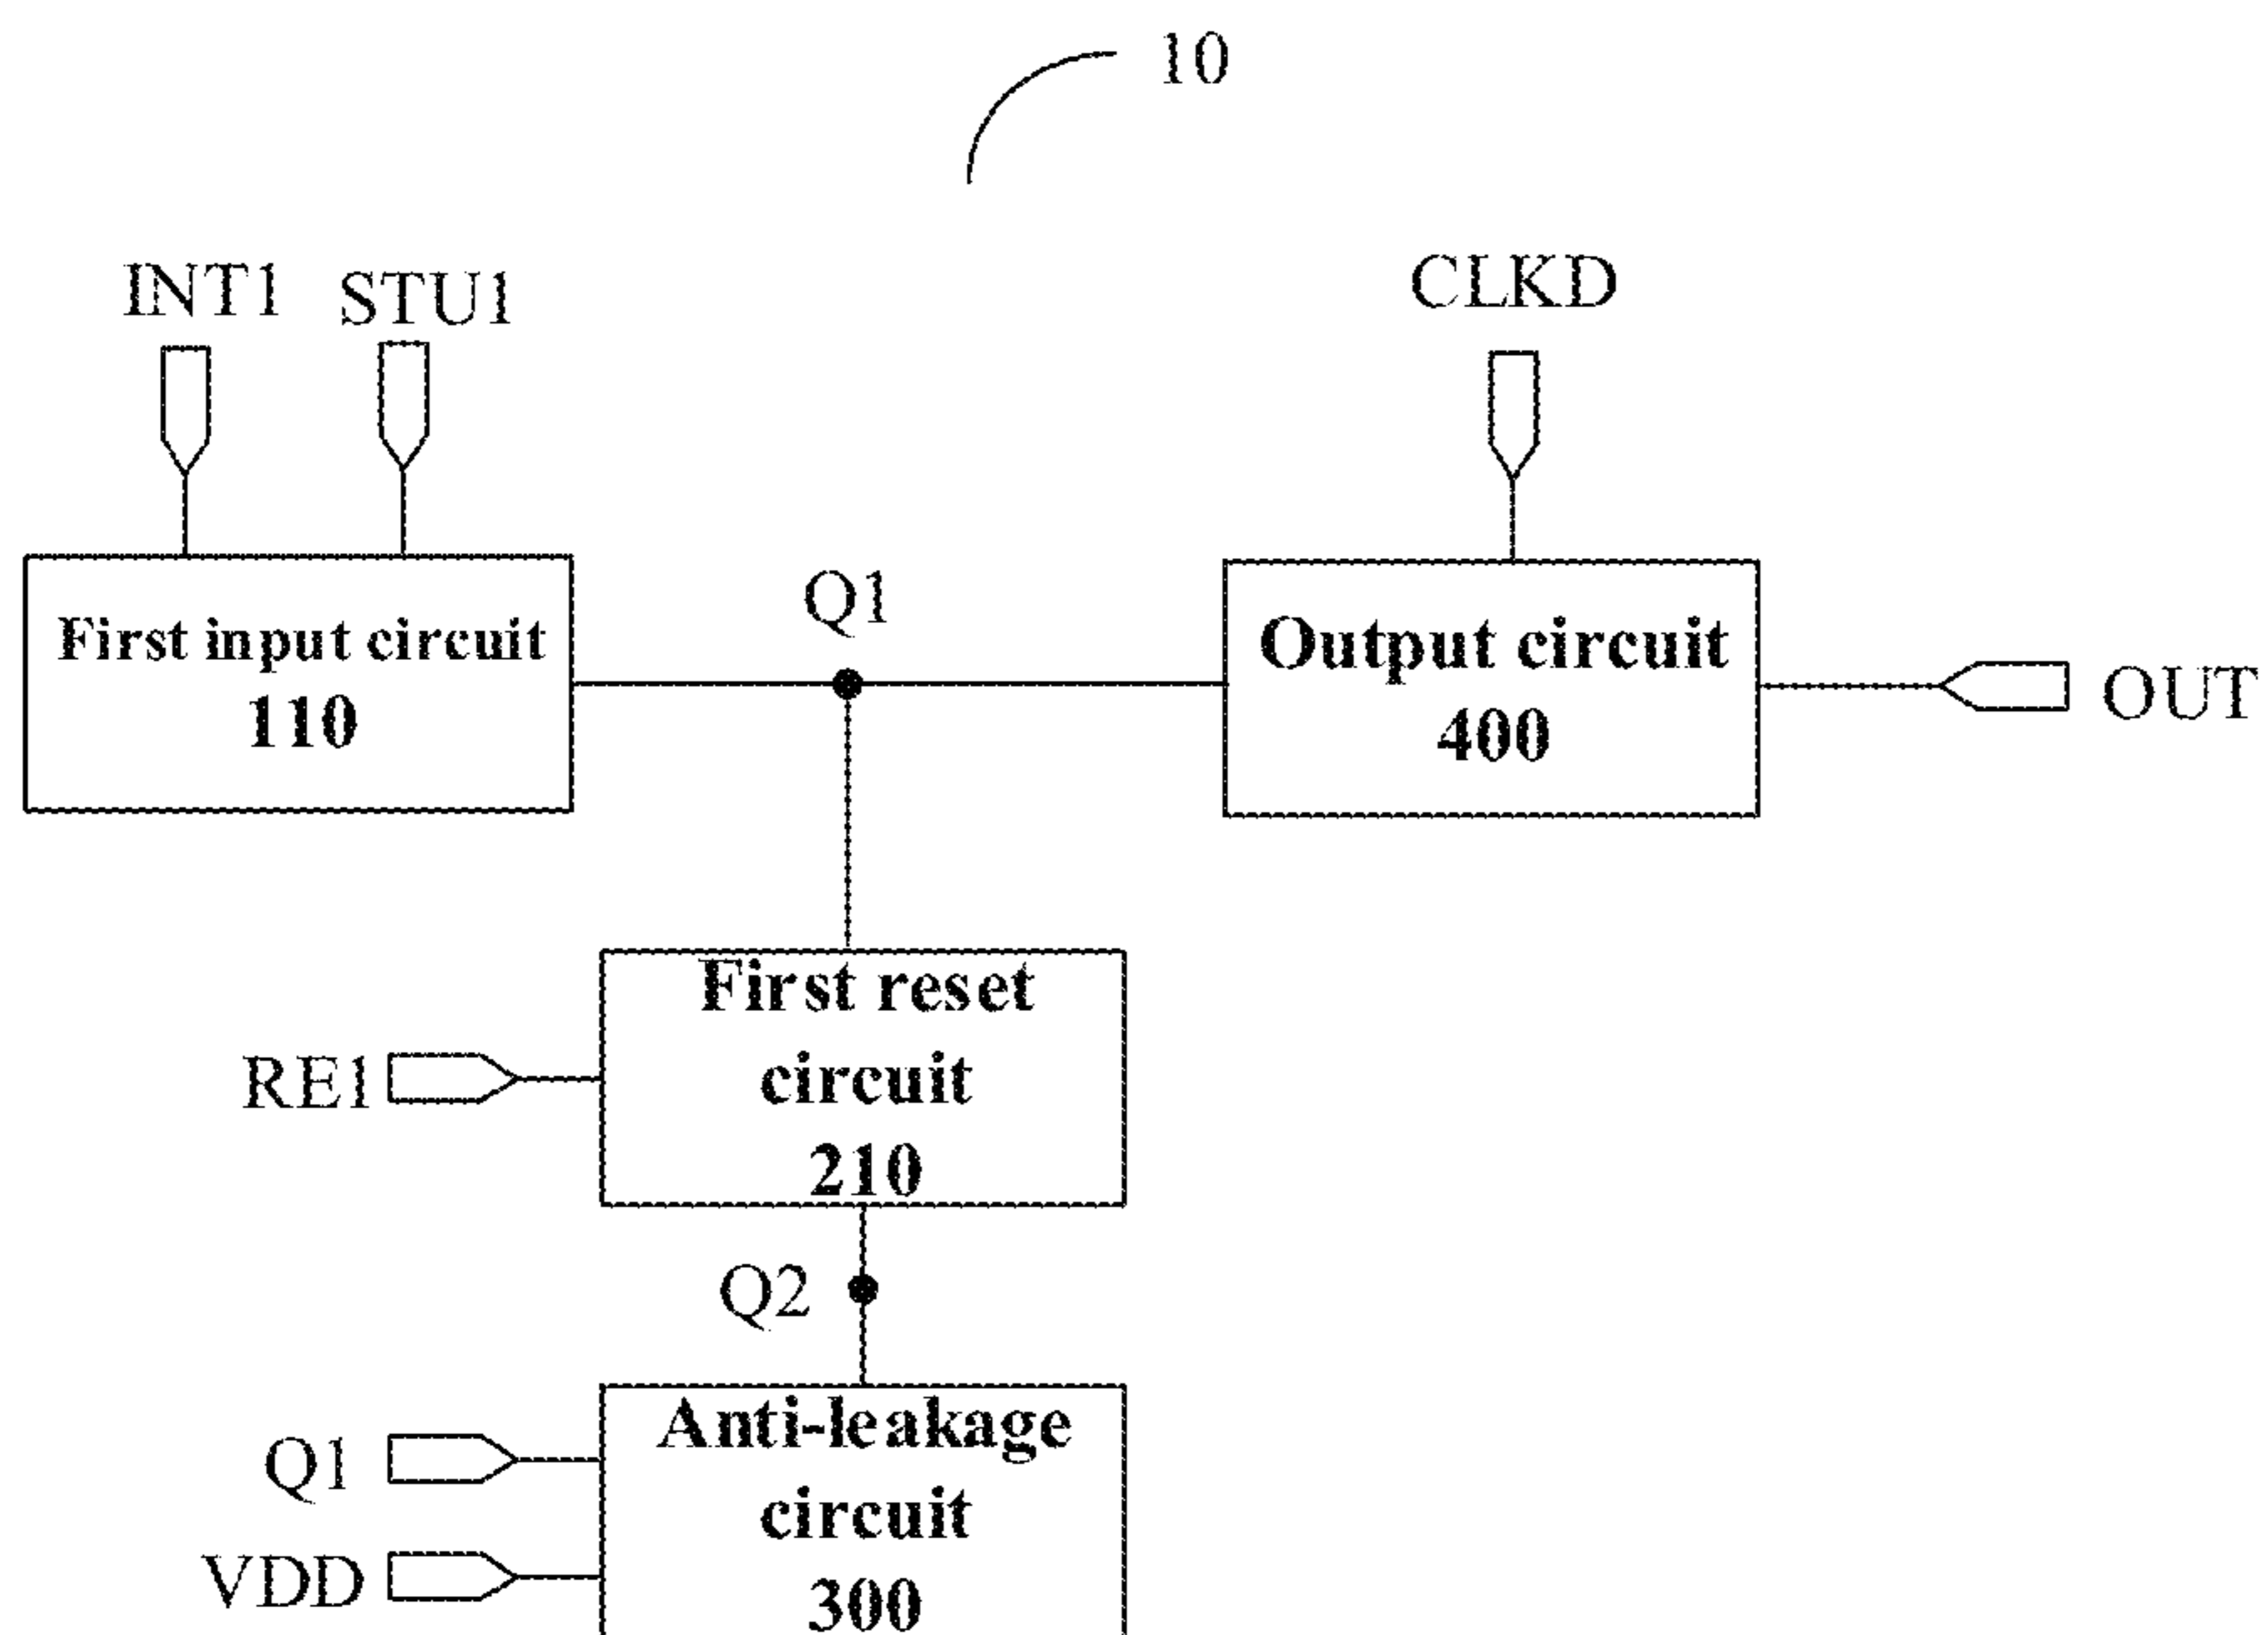 10
INT1
STU1
CLKD
First input circuit
110
Q1
Output circuit
400
OUT
First reset
circuit
210
RE1
Q2
Anti-leakage
circuit
300
Q1
VDD